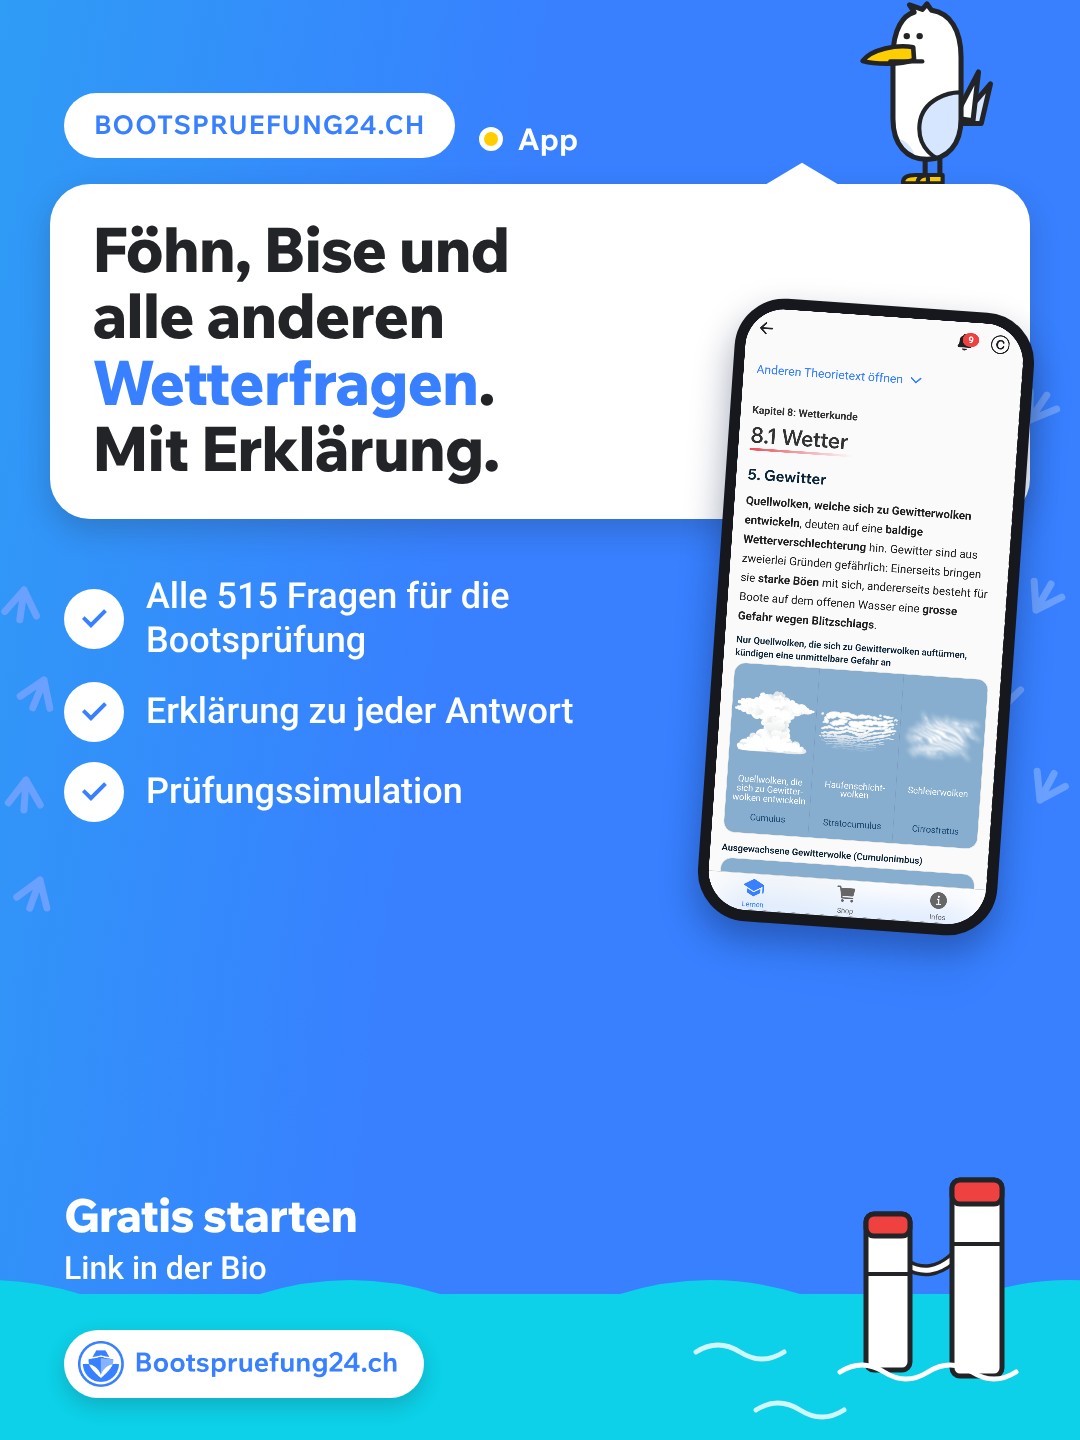 BOOTSPRUEFUNG24.CH
App
Föhn, Bise und
alle anderen
Wetterfragen.
Mit Erklärung.
Alle 515 Fragen für die
Bootsprüfung
Erklärung zu jeder Antwort
Prüfungssimulation
9
Anderen Theorietext öffnen
Kapitel 8: Wetterkunde
8.1 Wetter
5. Gewitter
Quellwolken, welche sich zu Gewitterwolken
entwickeln, deuten auf eine baldige
Wetterverschlechterung hin. Gewitter sind aus
zweierlei Gründen gefährlich: Einerseits bringen
sie starke Böen mit sich, andererseits besteht für
Boote auf dem offenen Wasser eine grosse
Gefahr wegen Blitzschlags.
Nur Quellwolken, die sich zu Gewitterwolken auftürmen,
kündigen eine unmittelbare Gefahr an
Quellwolken, die
sich zu Gewitter-
wolken entwickeln
Haufenschicht-
wolken
Schleierwolken
Cumulus
Stratocumulus
Cirrostratus
Ausgewachsene Gewitterwolke (Cumulonimbus)
Lernen
Shop
Infos
Gratis starten
Link in der Bio
Bootspruefung24.ch